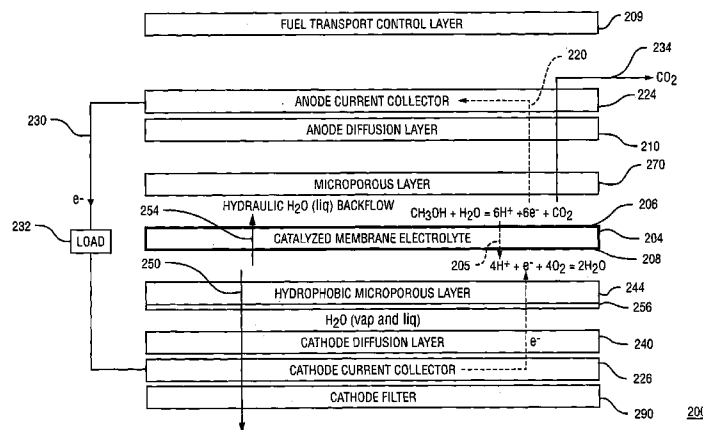 FUEL TRANSPORT CONTROL LAYER
209
220
234
CO2
ANODE CURRENT COLLECTOR
224
230
ANODE DIFFUSION LAYER
210
MICROPOROUS LAYER
270
e-
HYDRAULIC H2O (liq) BACKFLOW
CH3OH + H2O = 6H+ +6e- + CO2
206
254
232
LOAD
CATALYZED MEMBRANE ELECTROLYTE
204
208
250
205
4H+ + e- + 4O2 = 2H2O
HYDROPHOBIC MICROPOROUS LAYER
244
256
H2O (vap and liq)
CATHODE DIFFUSION LAYER
e-
240
CATHODE CURRENT COLLECTOR
226
CATHODE FILTER
290
200